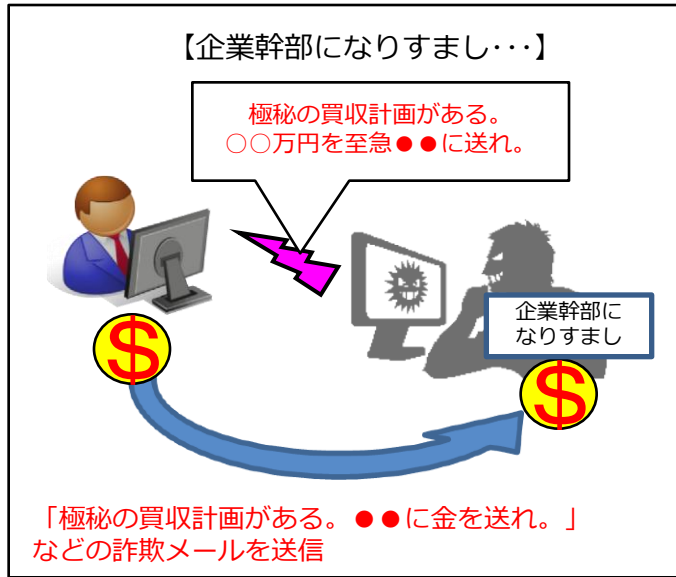 【企業幹部になりすまし･･･】
極秘の買収計画がある。
○○万円を至急●●に送れ。
企業幹部に
なりすまし
$
$
「極秘の買収計画がある。●●に金を送れ。」
などの詐欺メールを送信